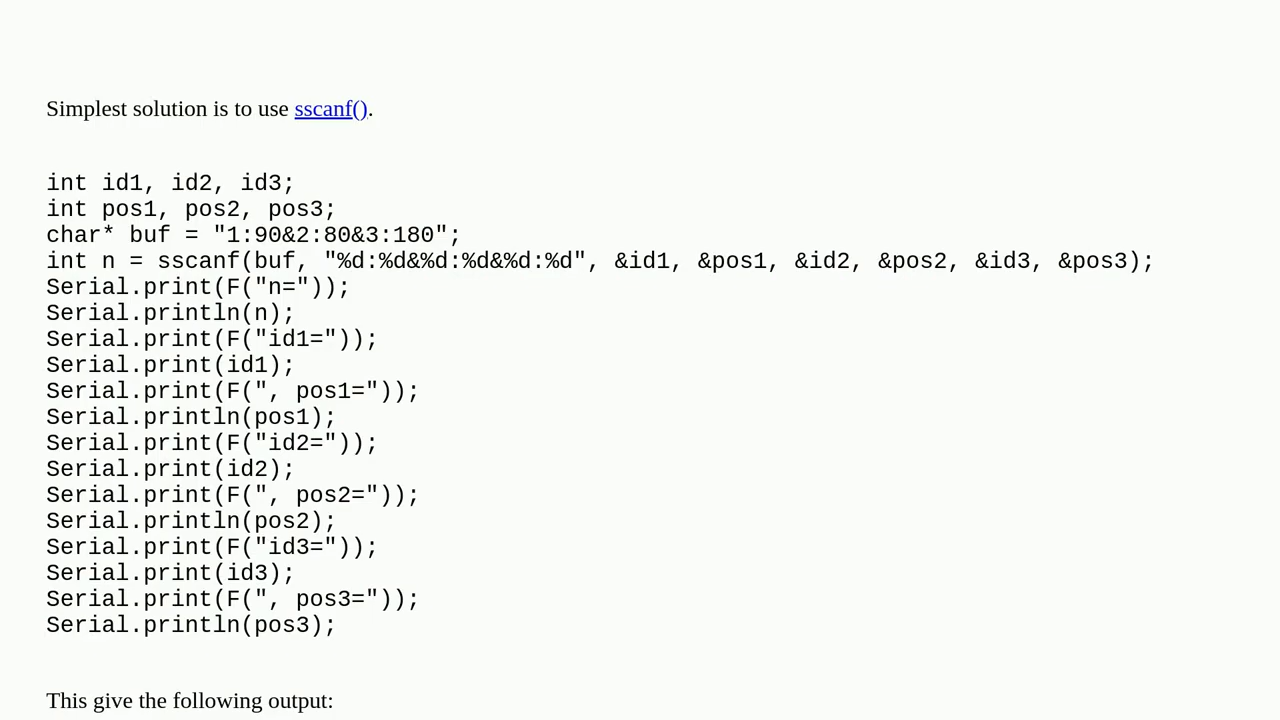 Simplest solution is to use sscanf().
int id1, id2, id3;
int pos1, pos2, pos3;
char* buf = "1:90&2:80&3:180";
int n = sscanf(buf, "%d:%d&%d:%d&%d:%d", &id1, &pos1, &id2, &pos2, &id3, &pos3);
Serial.print(F("n="));
Serial.println(n);
Serial.print(F("id1="));
Serial.print(id1);
Serial.print(F(", pos1="));
Serial.println(pos1);
Serial.print(F("id2="));
Serial.print(id2);
Serial.print(F(", pos2="));
Serial.println(pos2);
Serial.print(F("id3="));
Serial.print(id3);
Serial.print(F(", pos3="));
Serial.println(pos3);
This give the following output: